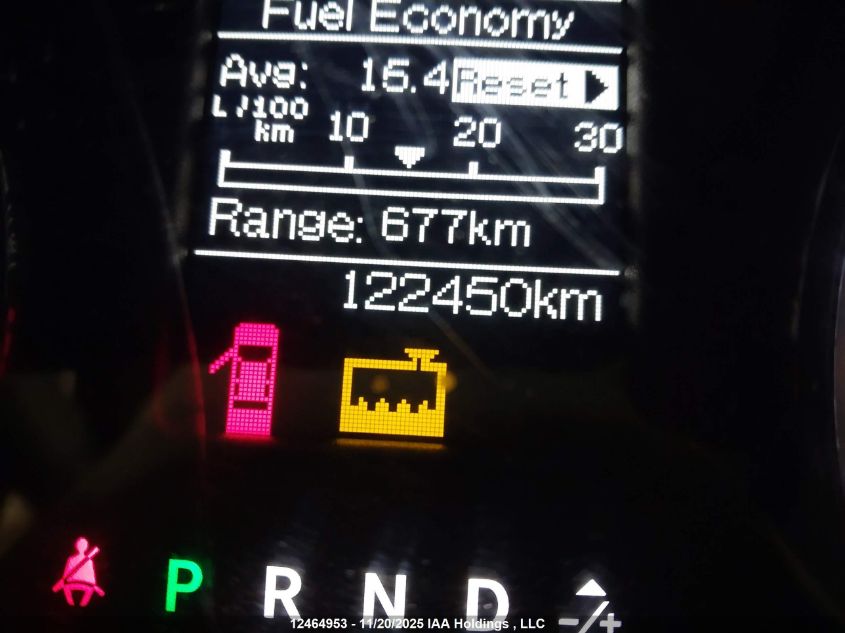 Fuel Economy
Avg: 16.4 Reset
L/100 km 10 20 30
Range: 677km
122450km
P R N D -/+
12464953 - 11/20/2025 IAA Holdings , LLC